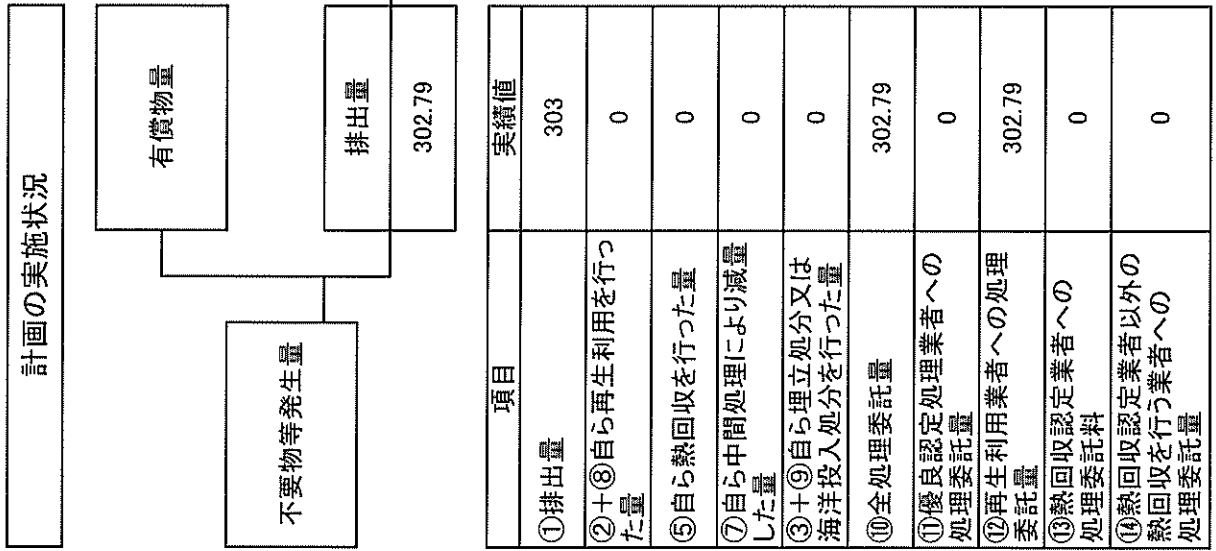 計画の実施状況
有償物量
不要物等発生量
排出量
302.79
項目
実績値
①排出量
303
②+⑧自ら再生利用を行っ
た量
0
⑤自ら熱回収を行った量
0
⑦自ら中間処理により減量
した量
0
③+⑨自ら埋立処分又は
海洋投入処分を行った量
0
⑩全処理委託量
302.79
⑪優良認定処理業者への
処理委託量
0
⑫再生利用業者への処理
委託量
302.79
⑬熱回収認定業者への
処理委託料
0
⑭熱回収認定業者以外の
熱回収を行う業者への
処理委託量
0